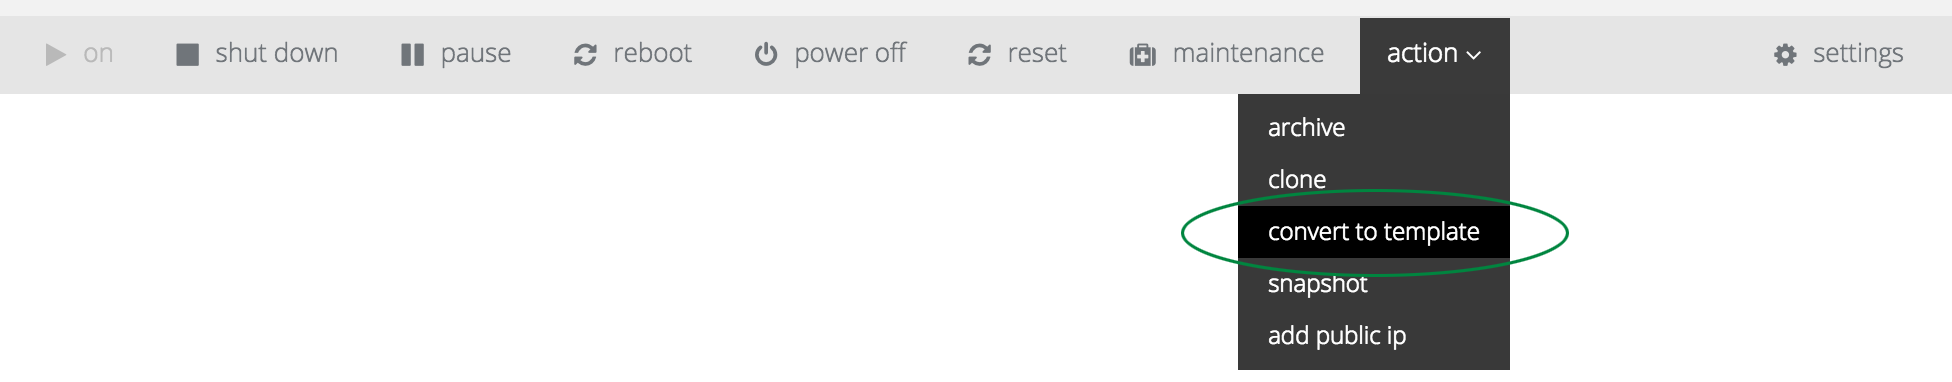 on shut down pause reboot power off reset maintenance action settings
archive
clone
convert to template
snapshot
add public ip